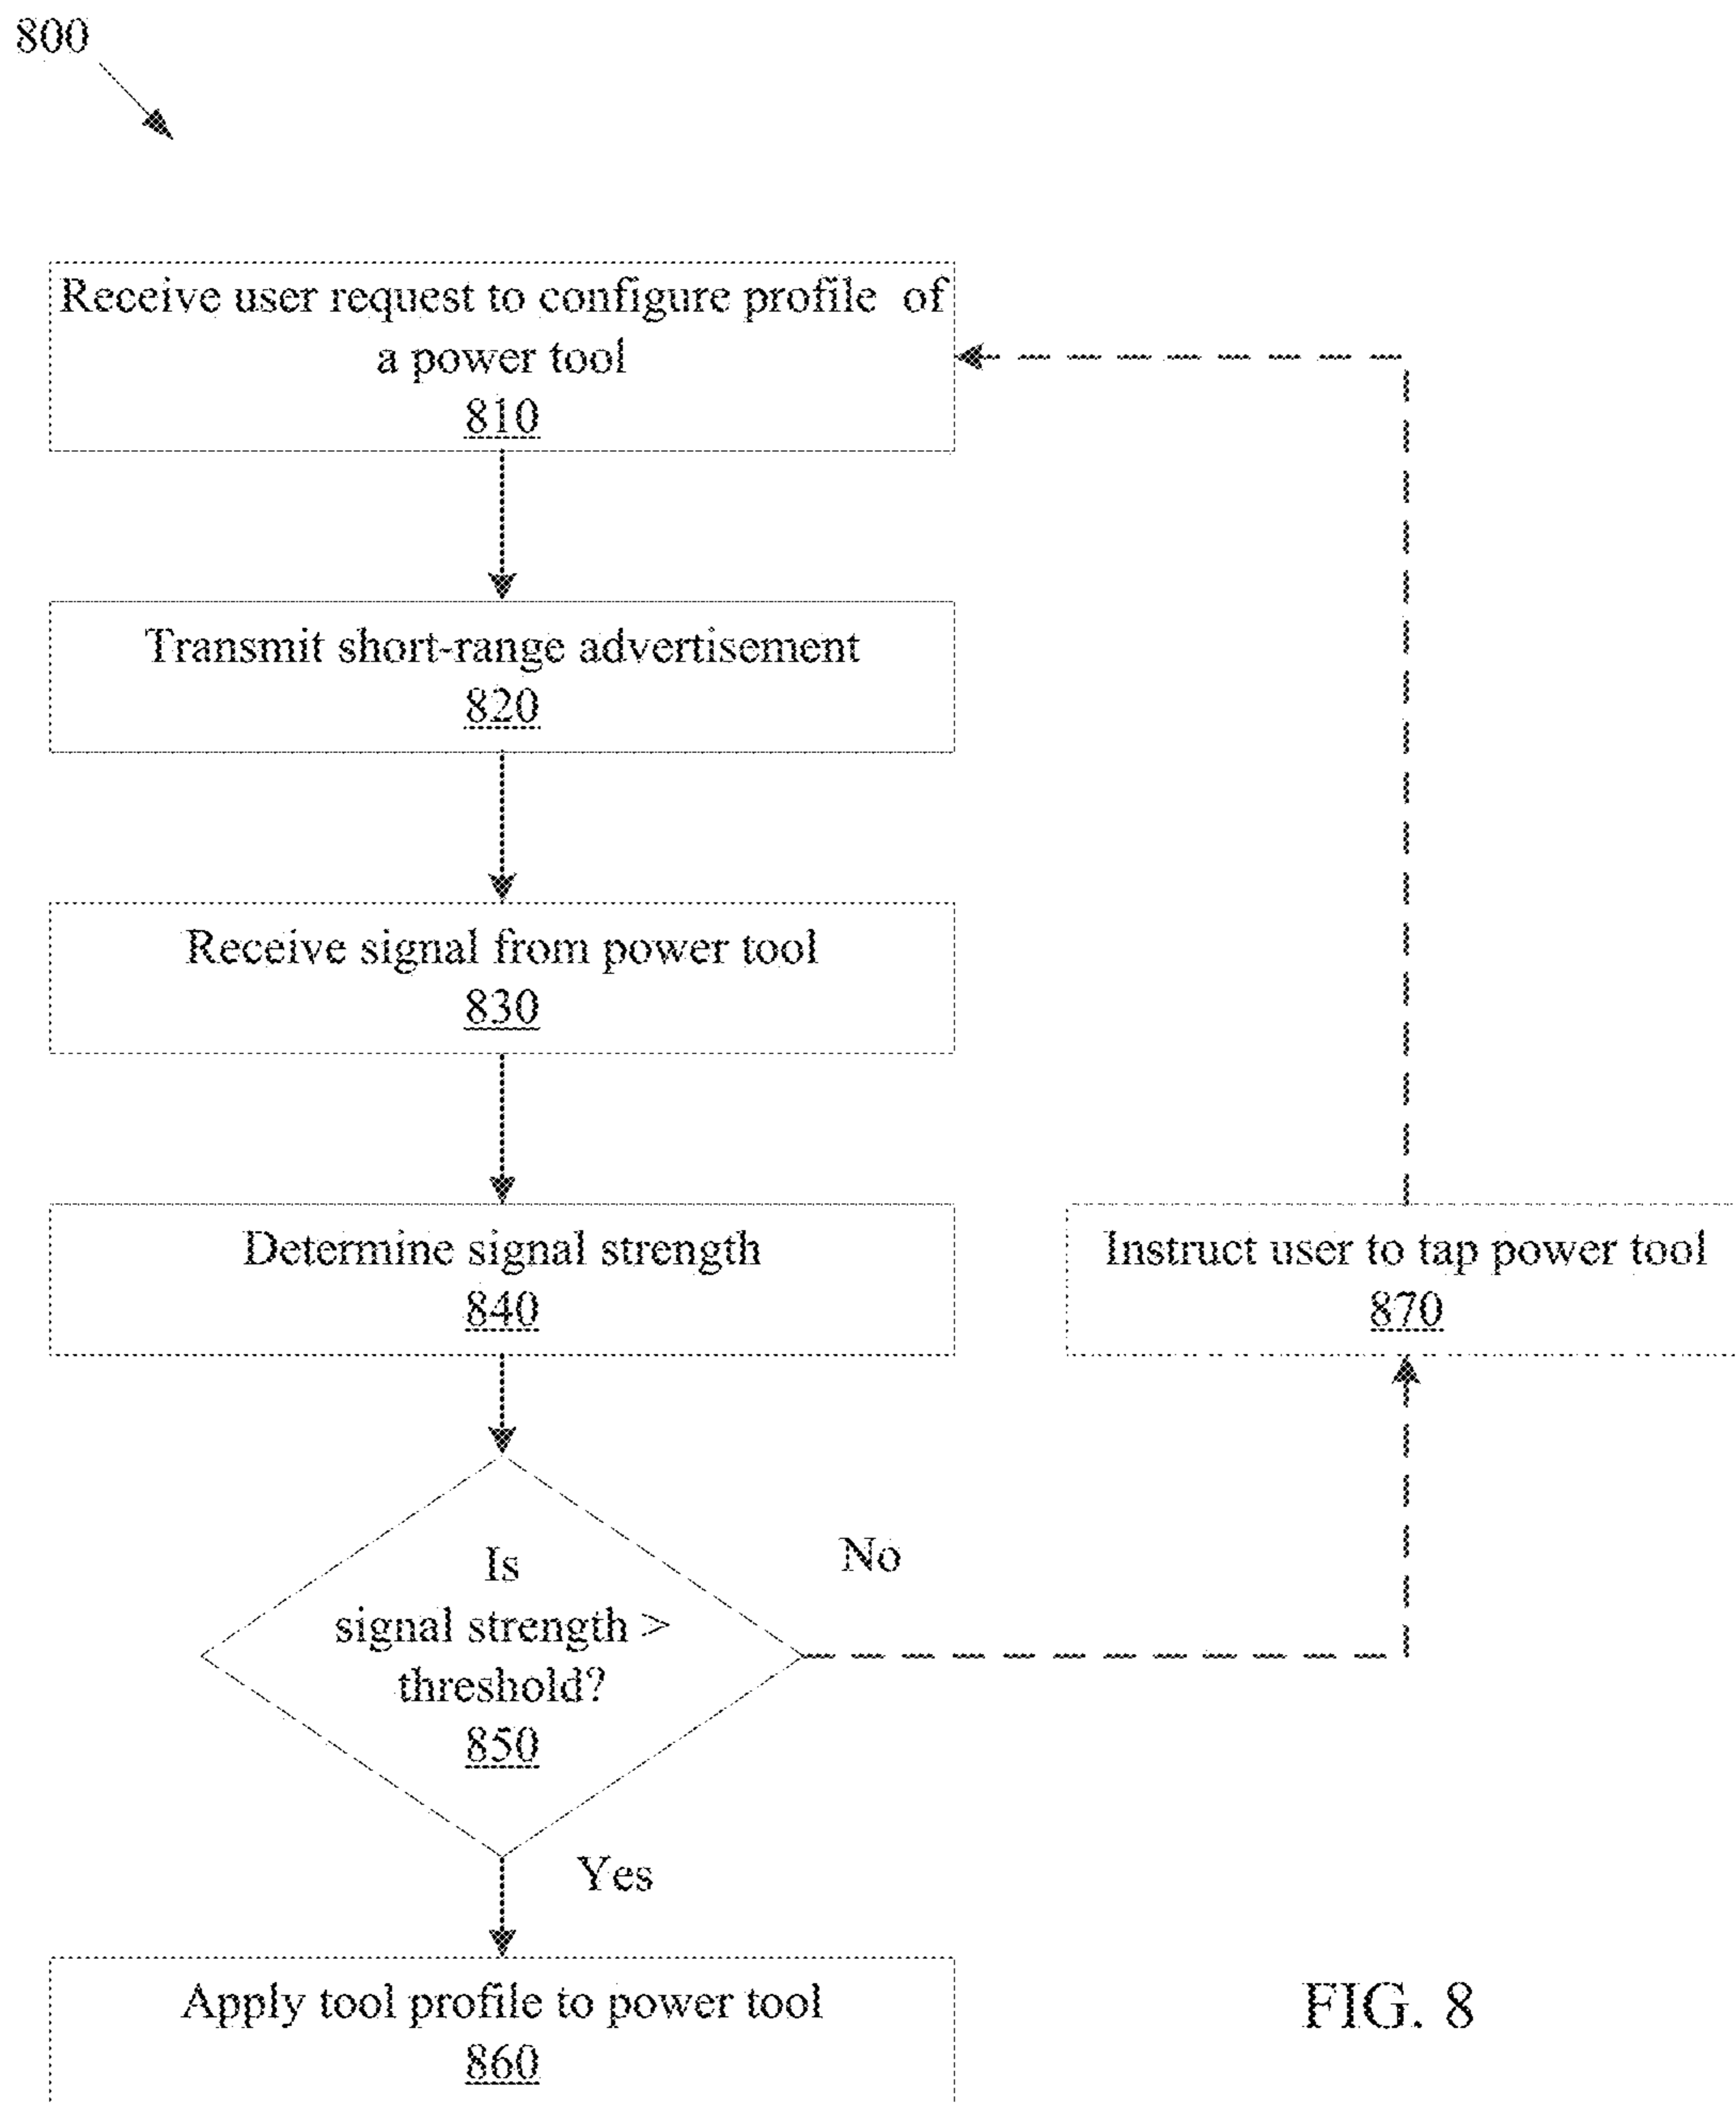 800
Receive user request to configure profile of
a power tool
810
Transmit short-range advertisement
820
Receive signal from power tool
830
Determine signal strength
840
Instruct user to tap power tool
870
Is
signal strength >
threshold?
850
No
Yes
Apply tool profile to power tool
860
FIG. 8